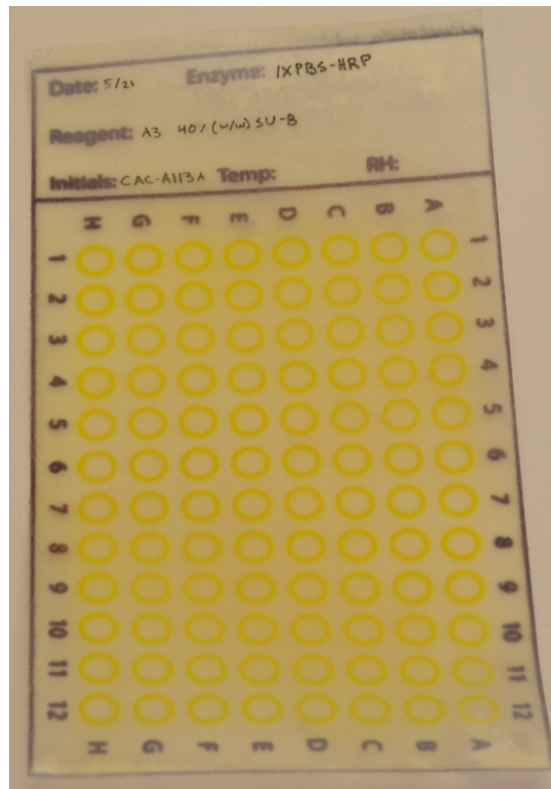 Date: 5/21 Enzyme: 1XPBS-HRP
Reagent: A3 40% (w/w) SU-8
Initials: CAC-A113A Temp: RH:
H G F E D C B A
1 1
2 2
3 3
4 4
5 5
6 6
7 7
8 8
9 9
10 10
11 11
12 12
H G F E D C B A